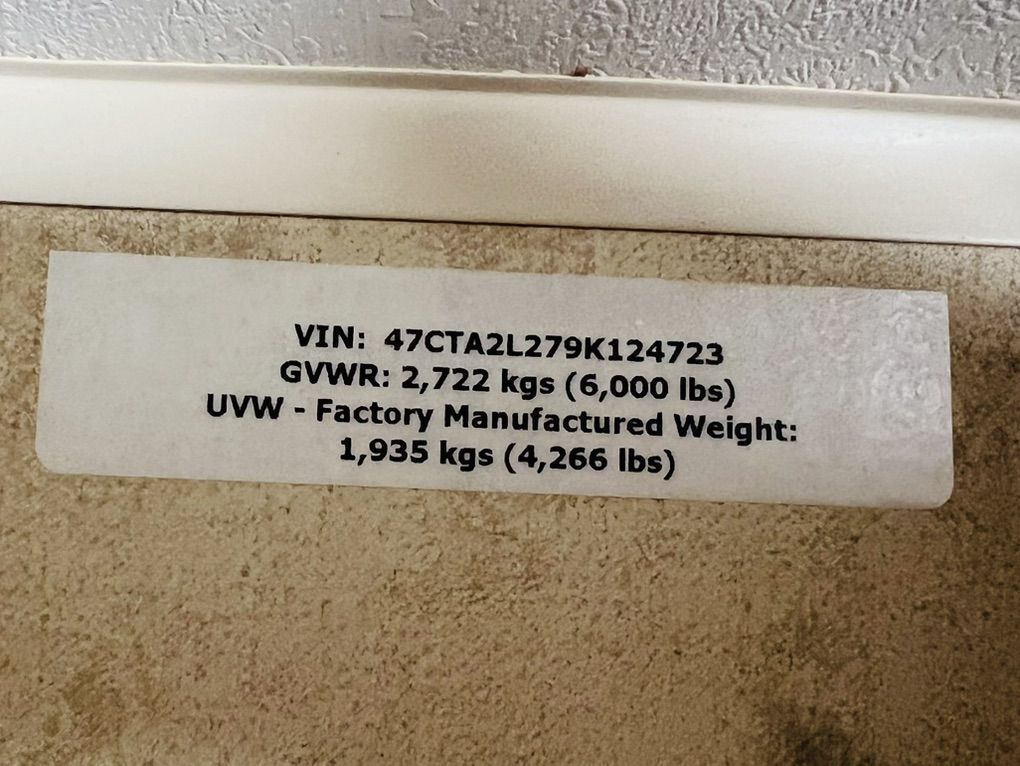 VIN: 47CTA2L279K124723
GVWR: 2,722 kgs (6,000 lbs)
UVW - Factory Manufactured Weight:
1,935 kgs (4,266 lbs)